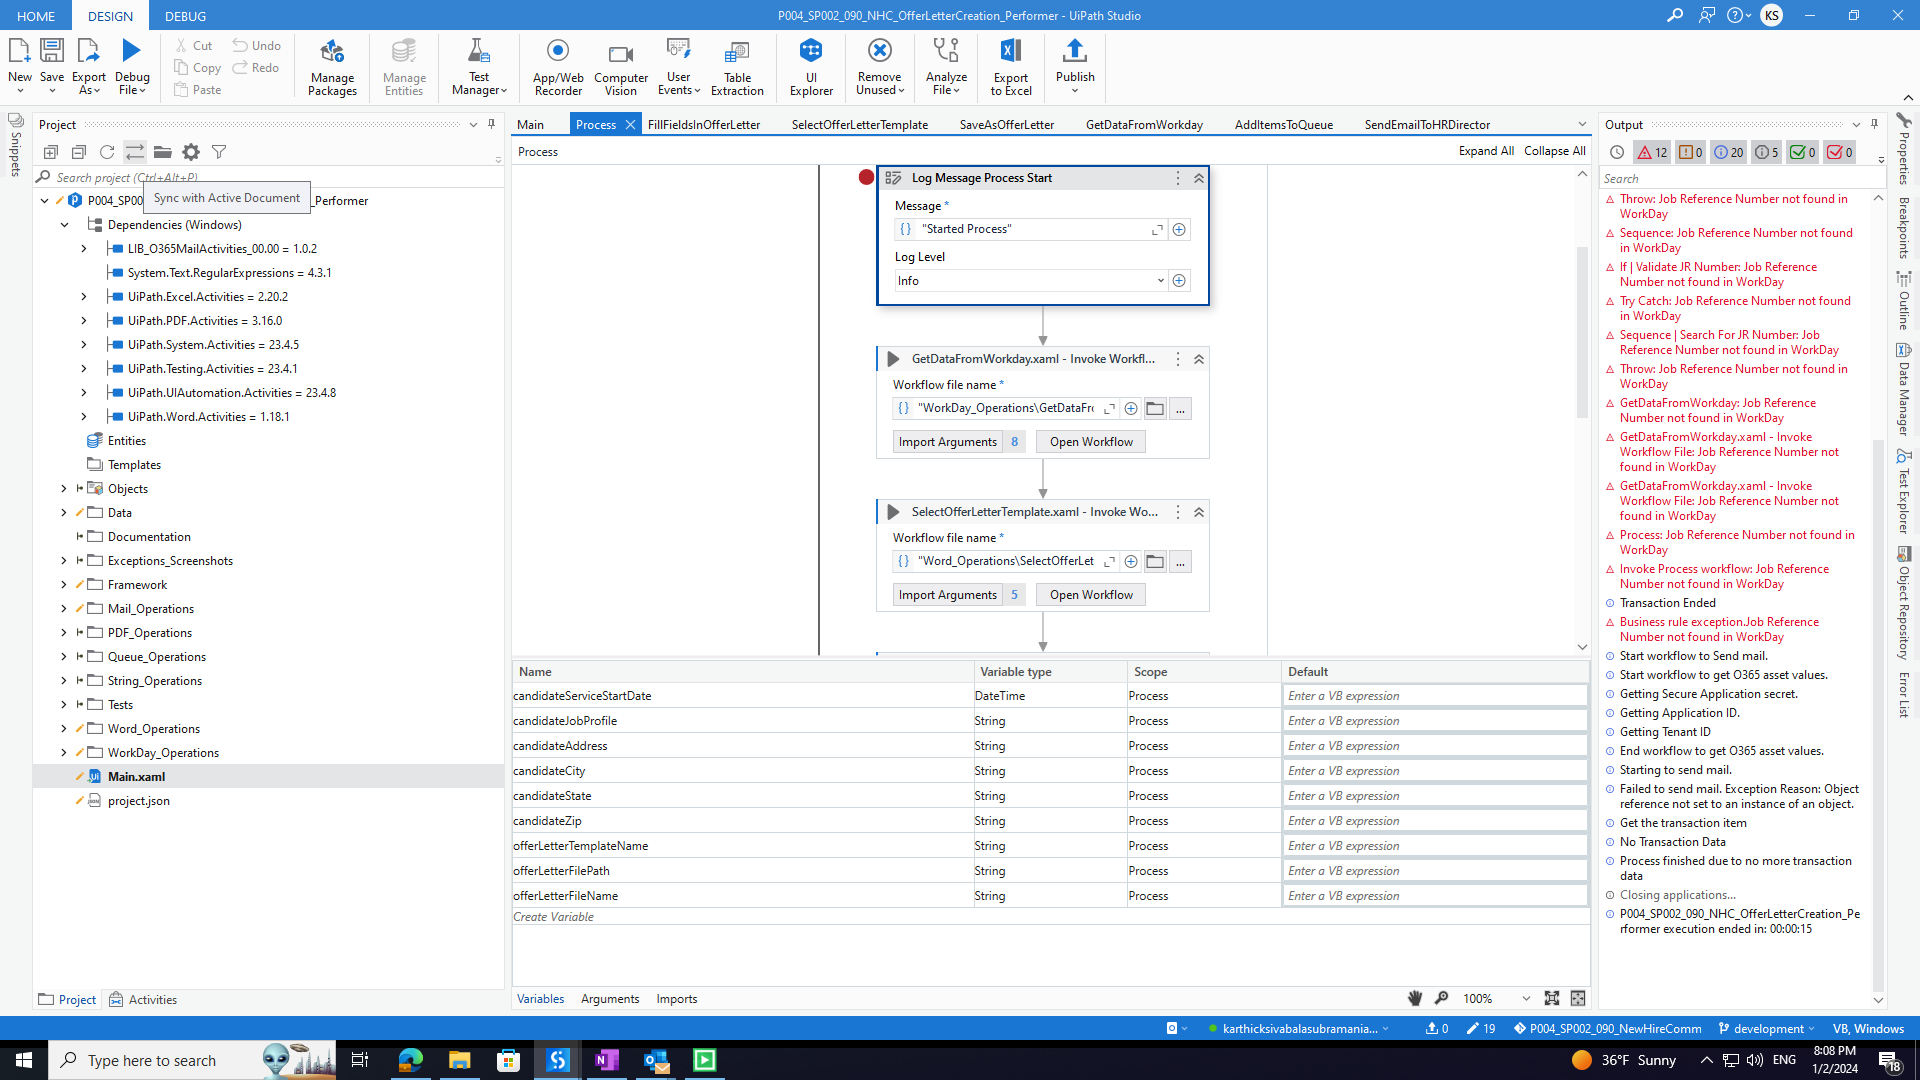 HOME
DESIGN
DEBUG
P004_SP002_090_NHC_OfferLetterCreation_Performer - UiPath Studio
KS
New
Save
Export As
Debug File
Cut
Copy
Paste
Undo
Redo
Manage Packages
Manage Entities
Test Manager
App/Web Recorder
Computer Vision
User Events
Table Extraction
UI Explorer
Remove Unused
Analyze File
Export to Excel
Publish
Snippets
Project
Search project (Ctrl+Alt+P)
Sync with Active Document
P004_SP00
_Performer
Dependencies (Windows)
LIB_O365MailActivities_00.00 = 1.0.2
System.Text.RegularExpressions = 4.3.1
UiPath.Excel.Activities = 2.20.2
UiPath.PDF.Activities = 3.16.0
UiPath.System.Activities = 23.4.5
UiPath.Testing.Activities = 23.4.1
UiPath.UIAutomation.Activities = 23.4.8
UiPath.Word.Activities = 1.18.1
Entities
Templates
Objects
Data
Documentation
Exceptions_Screenshots
Framework
Mail_Operations
PDF_Operations
Queue_Operations
String_Operations
Tests
Word_Operations
WorkDay_Operations
Main.xaml
project.json
Project
Activities
Main
Process
FillFieldsInOfferLetter
SelectOfferLetterTemplate
SaveAsOfferLetter
GetDataFromWorkday
AddItemsToQueue
SendEmailToHRDirector
Process
Expand All
Collapse All
Log Message Process Start
Message *
"Started Process"
Log Level
Info
GetDataFromWorkday.xaml - Invoke Workfl...
Workflow file name *
"WorkDay_Operations\GetDataFrc
...
Import Arguments 8
Open Workflow
SelectOfferLetterTemplate.xaml - Invoke Wo...
Workflow file name *
"Word_Operations\SelectOfferLet
...
Import Arguments 5
Open Workflow
Name Variable type Scope Default
candidateServiceStartDate DateTime Process Enter a VB expression
candidateJobProfile String Process Enter a VB expression
candidateAddress String Process Enter a VB expression
candidateCity String Process Enter a VB expression
candidateState String Process Enter a VB expression
candidateZip String Process Enter a VB expression
offerLetterTemplateName String Process Enter a VB expression
offerLetterFilePath String Process Enter a VB expression
offerLetterFileName String Process Enter a VB expression
Create Variable
Variables
Arguments
Imports
100%
Output
12
0
20
5
0
0
Search
Throw: Job Reference Number not found in
WorkDay
Sequence: Job Reference Number not found
in WorkDay
If | Validate JR Number: Job Reference
Number not found in WorkDay
Try Catch: Job Reference Number not found
in WorkDay
Sequence | Search For JR Number: Job
Reference Number not found in WorkDay
Throw: Job Reference Number not found in
WorkDay
GetDataFromWorkday: Job Reference
Number not found in WorkDay
GetDataFromWorkday.xaml - Invoke
Workflow File: Job Reference Number not
found in WorkDay
GetDataFromWorkday.xaml - Invoke
Workflow File: Job Reference Number not
found in WorkDay
Process: Job Reference Number not found in
WorkDay
Invoke Process workflow: Job Reference
Number not found in WorkDay
Transaction Ended
Business rule exception.Job Reference
Number not found in WorkDay
Start workflow to Send mail.
Start workflow to get O365 asset values.
Getting Secure Application secret.
Getting Application ID.
Getting Tenant ID
End workflow to get O365 asset values.
Starting to send mail.
Failed to send mail. Exception Reason: Object
reference not set to an instance of an object.
Get the transaction item
No Transaction Data
Process finished due to no more transaction
data
Closing applications...
P004_SP002_090_NHC_OfferLetterCreation_Pe
rformer execution ended in: 00:00:15
Properties
Breakpoints
Outline
Data Manager
Test Explorer
Object Repository
Error List
karthicksivabalasubramania...
0
19
P004_SP002_090_NewHireComm
development
VB, Windows
Type here to search
36°F Sunny
ENG
8:08 PM
1/2/2024
18